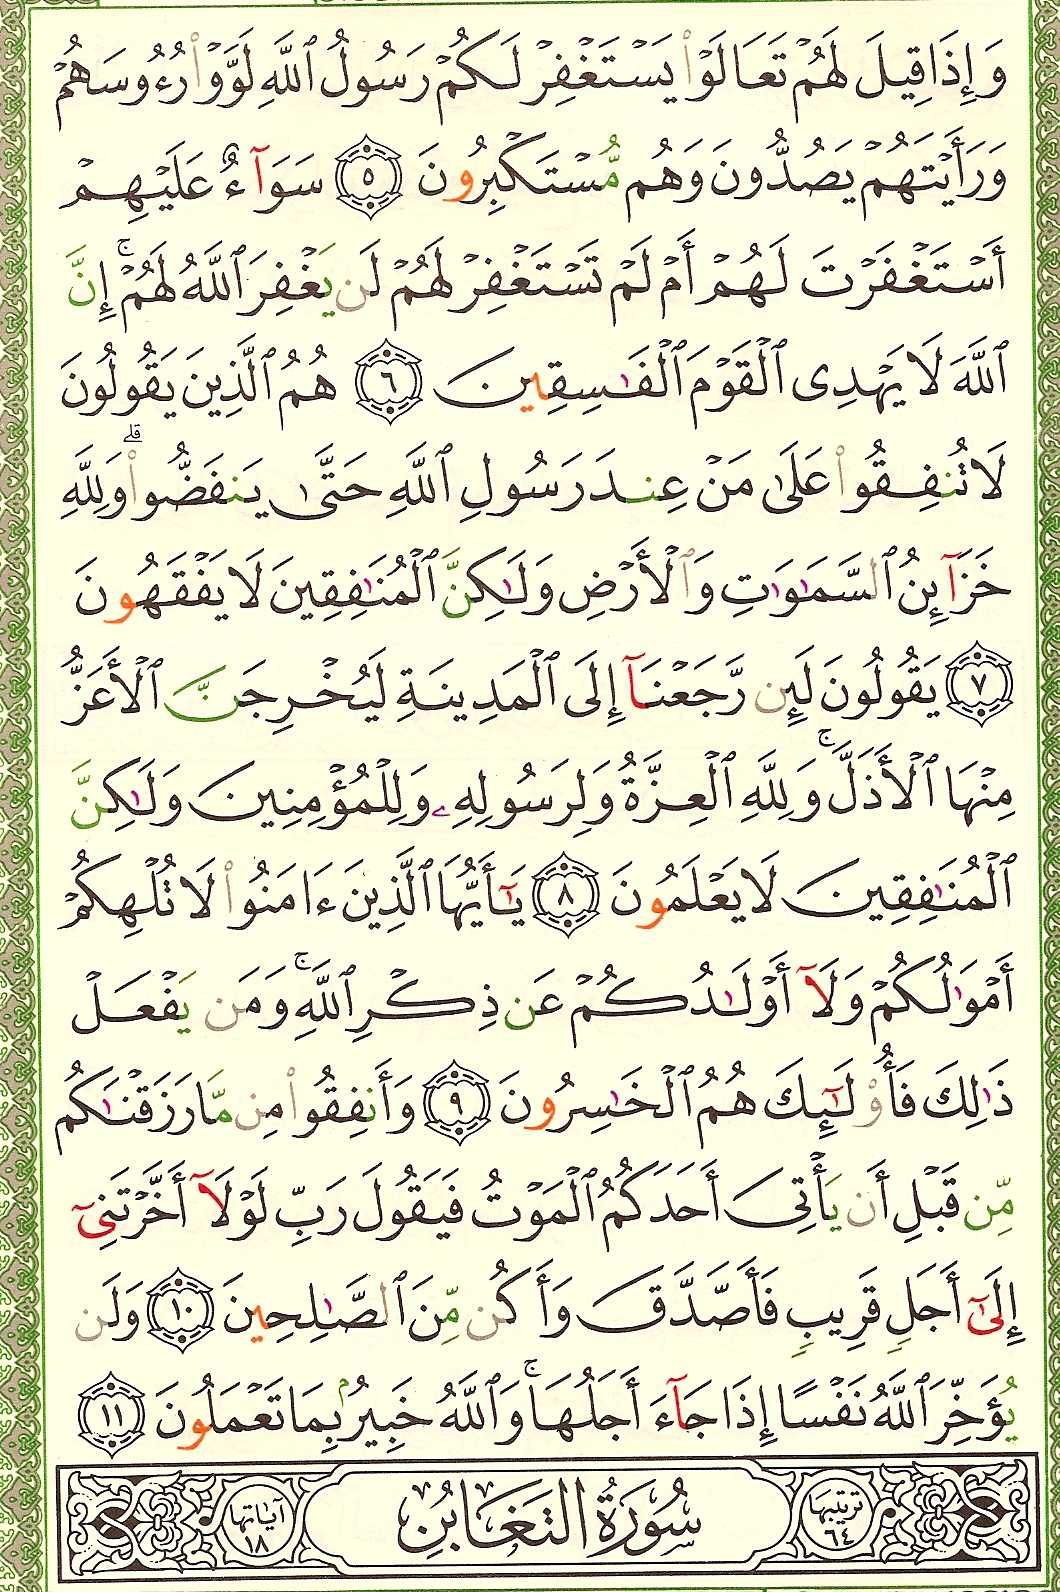 وَإِذَا قِيلَ لَهُمْ تَعَالَوْا۟ يَسْتَغْفِرْ لَكُمْ رَسُولُ ٱللَّهِ لَوَّوْا۟ رُءُوسَهُمْ
وَرَأَيْتَهُمْ يَصُدُّونَ وَهُم مُّسْتَكْبِرُونَ ٥ سَوَآءٌ عَلَيْهِمْ
أَسْتَغْفَرْتَ لَهُمْ أَمْ لَمْ تَسْتَغْفِرْ لَهُمْ لَن يَغْفِرَ ٱللَّهُ لَهُمْ ۚ إِنَّ
ٱللَّهَ لَا يَهْدِى ٱلْقَوْمَ ٱلْفَـٰسِقِينَ ٦ هُمُ ٱلَّذِينَ يَقُولُونَ
لَا تُنفِقُوا۟ عَلَىٰ مَنْ عِندَ رَسُولِ ٱللَّهِ حَتَّىٰ يَنفَضُّوا۟ ۗ وَلِلَّهِ
خَزَآئِنُ ٱلسَّمَـٰوَٰتِ وَٱلْأَرْضِ وَلَـٰكِنَّ ٱلْمُنَـٰفِقِينَ لَا يَفْقَهُونَ
٧ يَقُولُونَ لَئِن رَّجَعْنَآ إِلَى ٱلْمَدِينَةِ لَيُخْرِجَنَّ ٱلْأَعَزُّ
مِنْهَا ٱلْأَذَلَّ ۚ وَلِلَّهِ ٱلْعِزَّةُ وَلِرَسُولِهِۦ وَلِلْمُؤْمِنِينَ وَلَـٰكِنَّ
ٱلْمُنَـٰفِقِينَ لَا يَعْلَمُونَ ٨ يَـٰٓأَيُّهَا ٱلَّذِينَ ءَامَنُوا۟ لَا تُلْهِكُمْ
أَمْوَٰلُكُمْ وَلَآ أَوْلَـٰدُكُمْ عَن ذِكْرِ ٱللَّهِ ۚ وَمَن يَفْعَلْ
ذَٰلِكَ فَأُو۟لَـٰٓئِكَ هُمُ ٱلْخَـٰسِرُونَ ٩ وَأَنفِقُوا۟ مِن مَّا رَزَقْنَـٰكُم
مِّن قَبْلِ أَن يَأْتِىَ أَحَدَكُمُ ٱلْمَوْتُ فَيَقُولَ رَبِّ لَوْلَآ أَخَّرْتَنِىٓ
إِلَىٰٓ أَجَلٍ قَرِيبٍ فَأَصَّدَّقَ وَأَكُن مِّنَ ٱلصَّـٰلِحِينَ ١٠ وَلَن
يُؤَخِّرَ ٱللَّهُ نَفْسًا إِذَا جَآءَ أَجَلُهَا ۚ وَٱللَّهُ خَبِيرٌۢ بِمَا تَعْمَلُونَ ١١
ترتيبها ٦٤ سُورَةُ التَّغَابُنِ آياتها ١٨